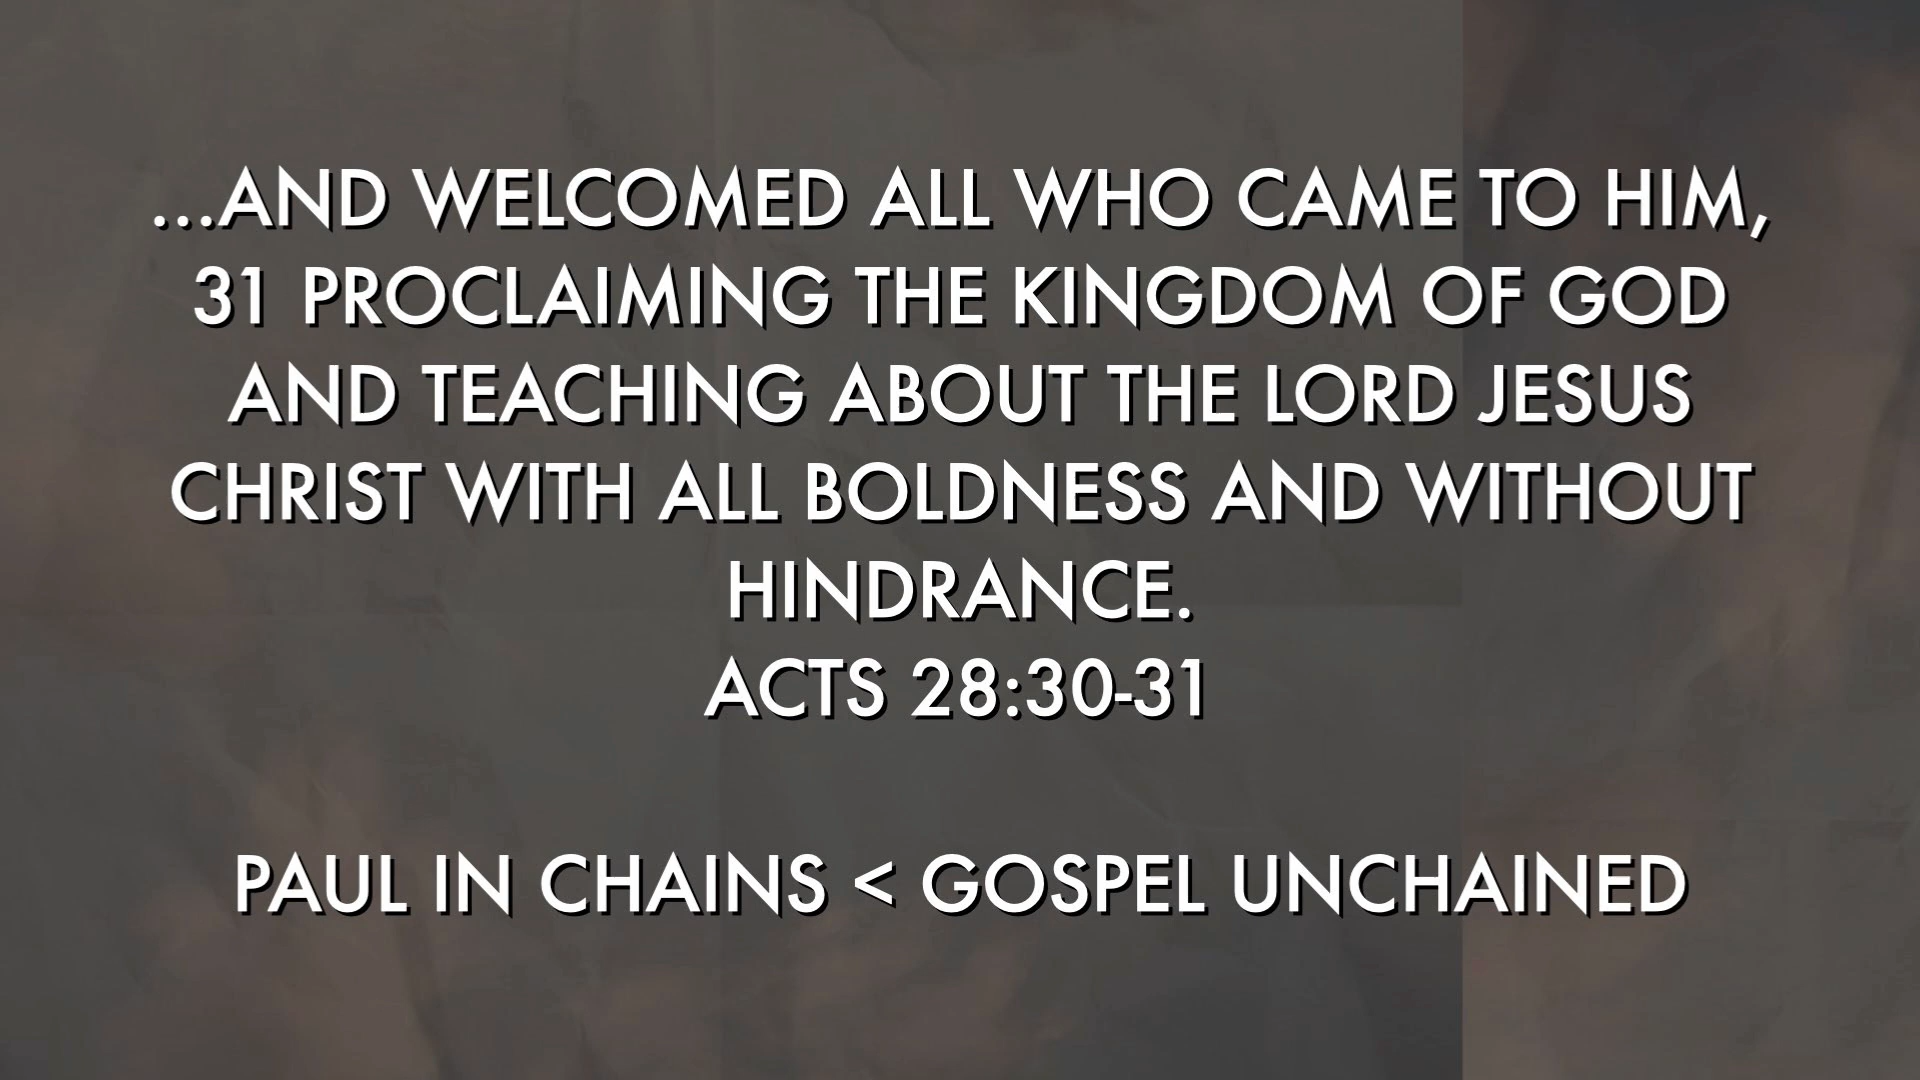 ...AND WELCOMED ALL WHO CAME TO HIM,
31 PROCLAIMING THE KINGDOM OF GOD
AND TEACHING ABOUT THE LORD JESUS
CHRIST WITH ALL BOLDNESS AND WITHOUT
HINDRANCE.
ACTS 28:30-31
PAUL IN CHAINS < GOSPEL UNCHAINED